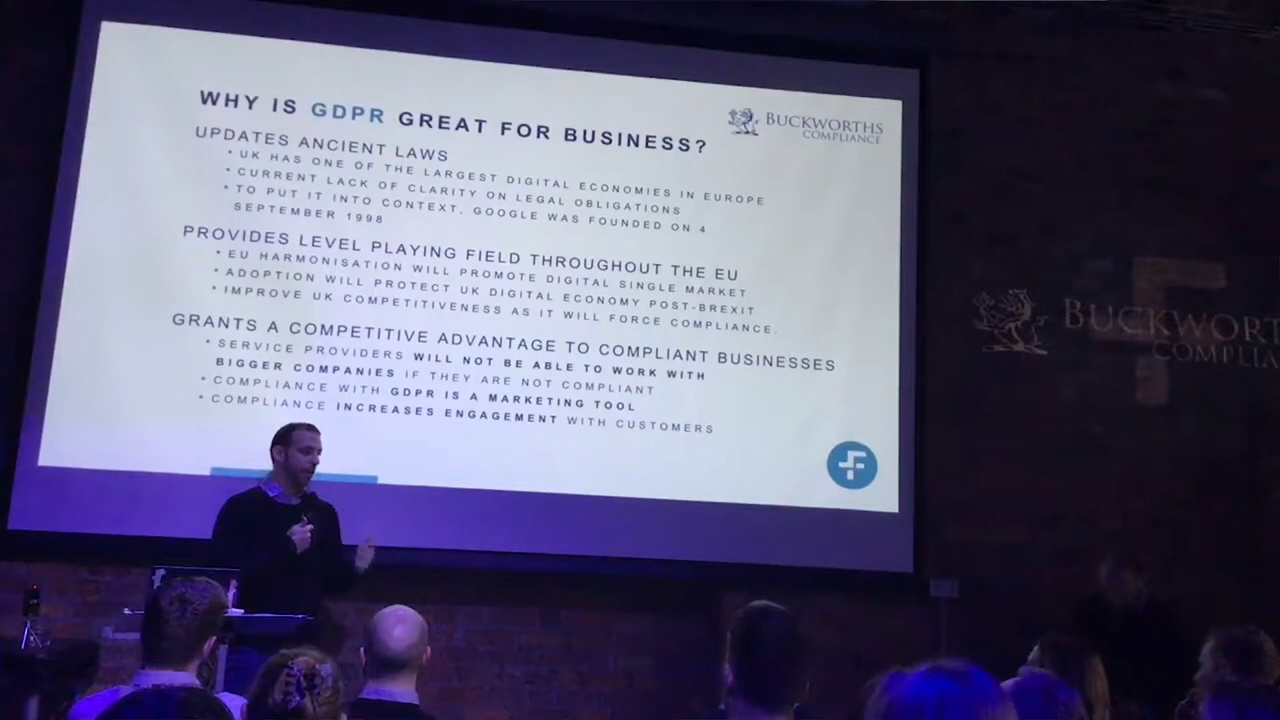 WHY IS GDPR GREAT FOR BUSINESS?
BUCKWORTHS
COMPLIANCE
UPDATES ANCIENT LAWS
• UK HAS ONE OF THE LARGEST DIGITAL ECONOMIES IN EUROPE
• CURRENT LACK OF CLARITY ON LEGAL OBLIGATIONS
• TO PUT IT INTO CONTEXT, GOOGLE WAS FOUNDED ON 4
SEPTEMBER 1998
PROVIDES LEVEL PLAYING FIELD THROUGHOUT THE EU
• EU HARMONISATION WILL PROMOTE DIGITAL SINGLE MARKET
• ADOPTION WILL PROTECT UK DIGITAL ECONOMY POST-BREXIT
• IMPROVE UK COMPETITIVENESS AS IT WILL FORCE COMPLIANCE.
GRANTS A COMPETITIVE ADVANTAGE TO COMPLIANT BUSINESSES
• SERVICE PROVIDERS WILL NOT BE ABLE TO WORK WITH
BIGGER COMPANIES IF THEY ARE NOT COMPLIANT
• COMPLIANCE WITH GDPR IS A MARKETING TOOL
• COMPLIANCE INCREASES ENGAGEMENT WITH CUSTOMERS
BUCKWORT
COMPLIA